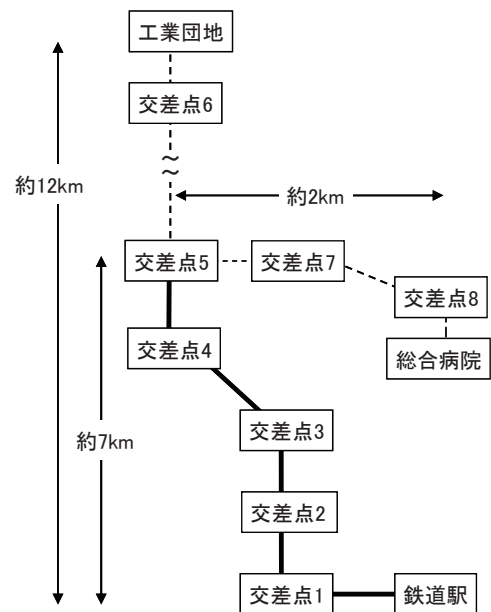 工業団地
交差点6
約12km
約2km
交差点5
交差点7
交差点8
総合病院
交差点4
約7km
交差点3
交差点2
交差点1
鉄道駅